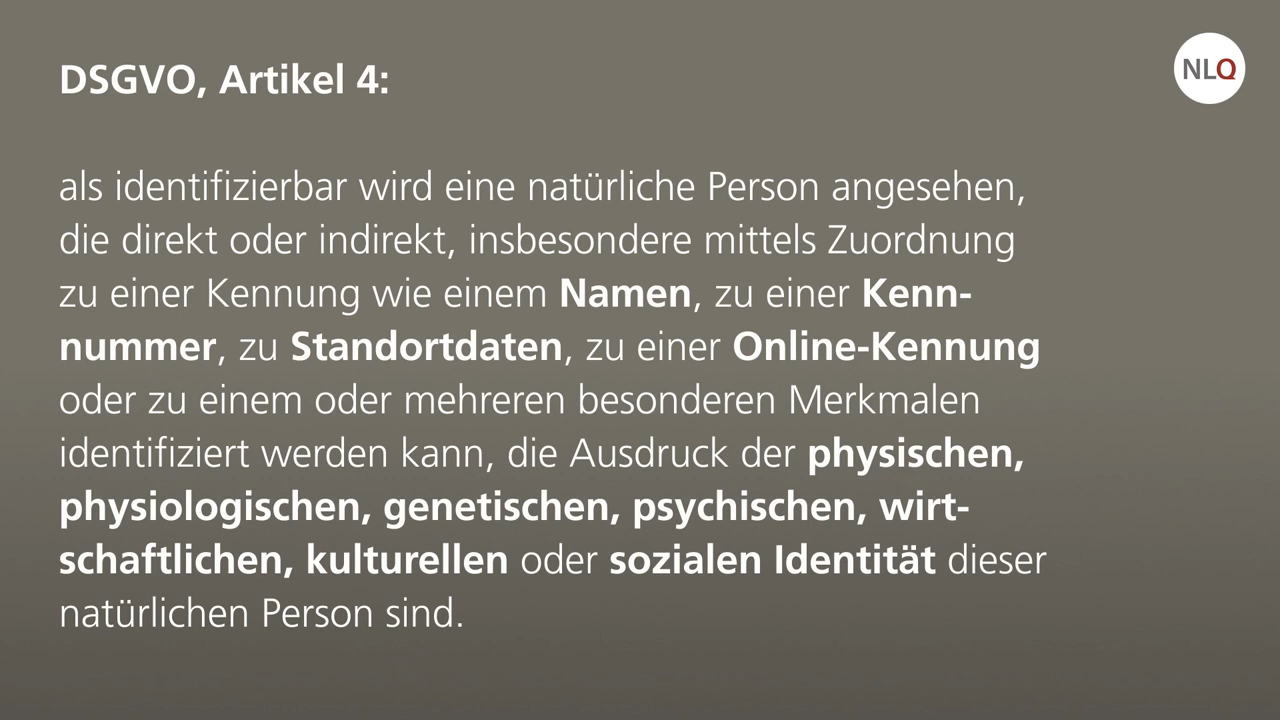 DSGVO, Artikel 4:
NLQ
als identifizierbar wird eine natürliche Person angesehen,
die direkt oder indirekt, insbesondere mittels Zuordnung
zu einer Kennung wie einem Namen, zu einer Kenn-
nummer, zu Standortdaten, zu einer Online-Kennung
oder zu einem oder mehreren besonderen Merkmalen
identifiziert werden kann, die Ausdruck der physischen,
physiologischen, genetischen, psychischen, wirt-
schaftlichen, kulturellen oder sozialen Identität dieser
natürlichen Person sind.